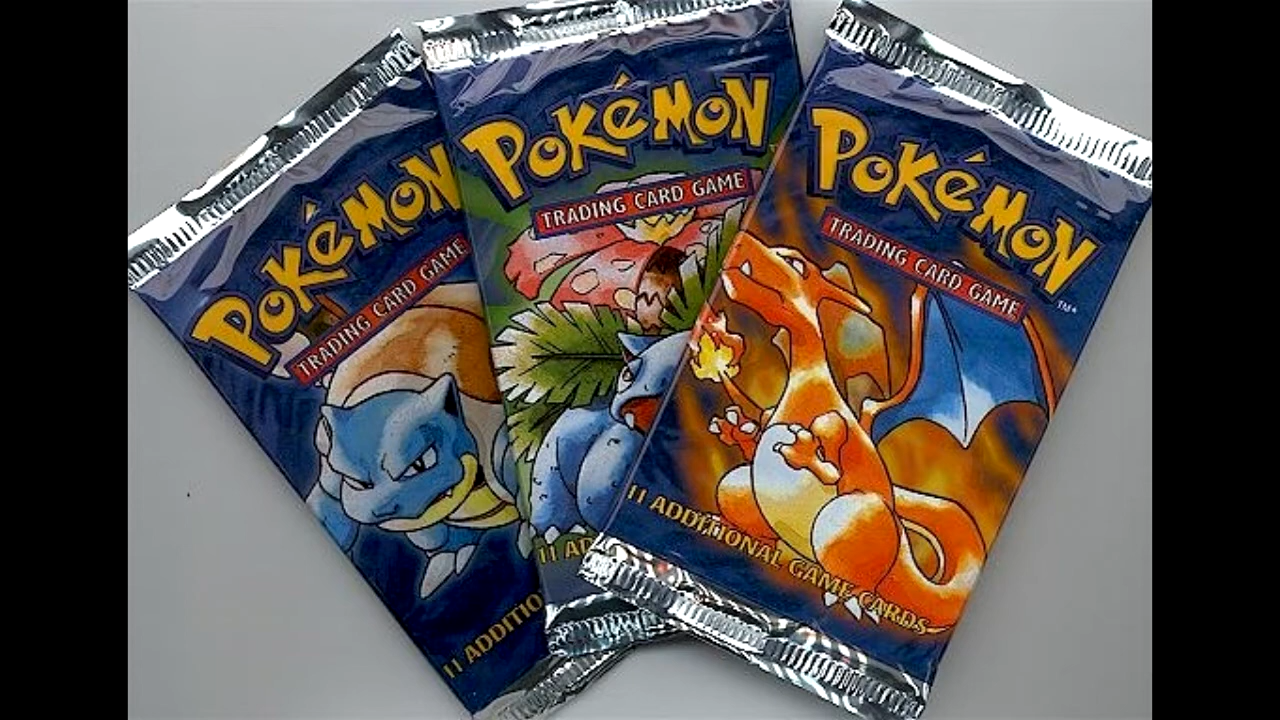 POKéMON
TRADING CARD GAME
11 ADDITIO
POKéMON
TRADING CARD GAME
11 AD
POKéMON
TM
TRADING CARD GAME
11 ADDITIONAL GAME CARDS